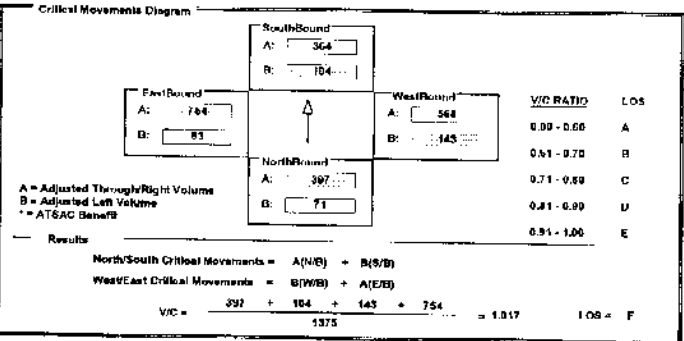 Critical Movements Diagram
SouthBound
A: 364
B: 104
EastBound
A: 754
B: 83
WestBound
A: 564
B: 143
NorthBound
A: 397
B: 71
V/C RATIO LOS
0.00 - 0.60 A
0.61 - 0.70 B
0.71 - 0.80 C
0.81 - 0.90 D
0.91 - 1.00 E
A = Adjusted Through/Right Volume
B = Adjusted Left Volume
* = ATSAC Benefit
Results
North/South Critical Movements = A(N/B) + B(S/B)
West/East Critical Movements = B(W/B) + A(E/B)
V/C = 397 + 104 + 143 + 754 / 1375 = 1.017 LOS = F